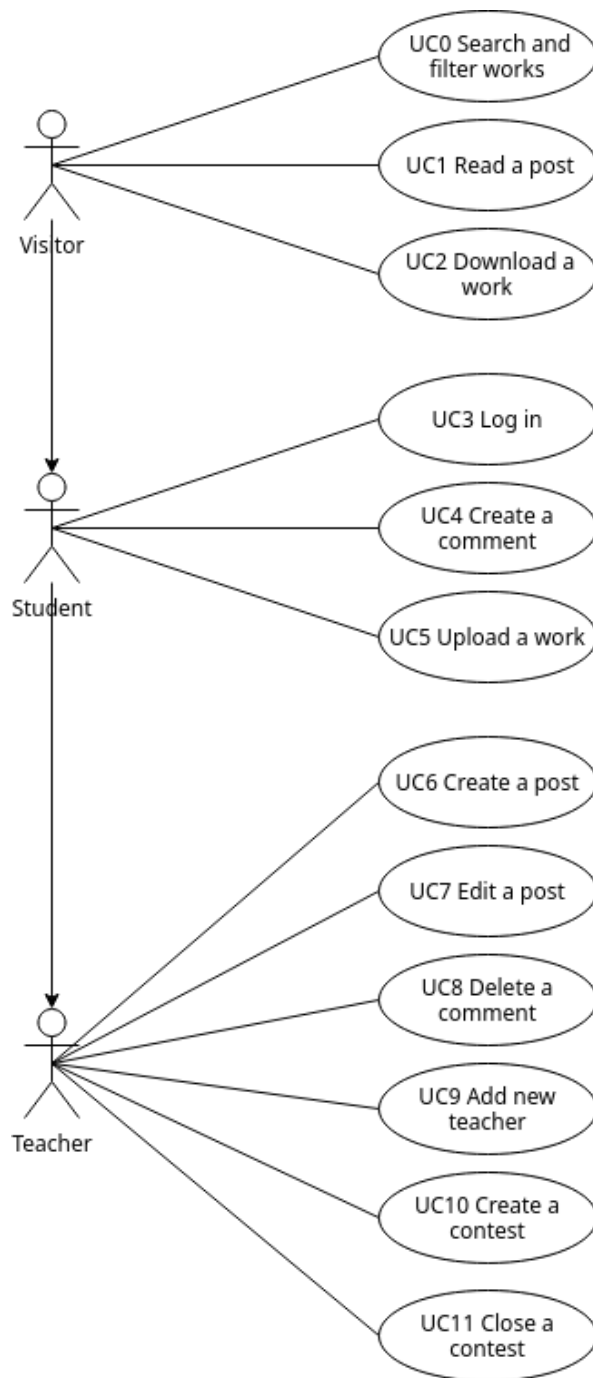 UC0 Search and
filter works
UC1 Read a post
Visitor
UC2 Download a
work
UC3 Log in
UC4 Create a
comment
Student
UC5 Upload a work
UC6 Create a post
UC7 Edit a post
UC8 Delete a
comment
UC9 Add new
teacher
Teacher
UC10 Create a
contest
UC11 Close a
contest